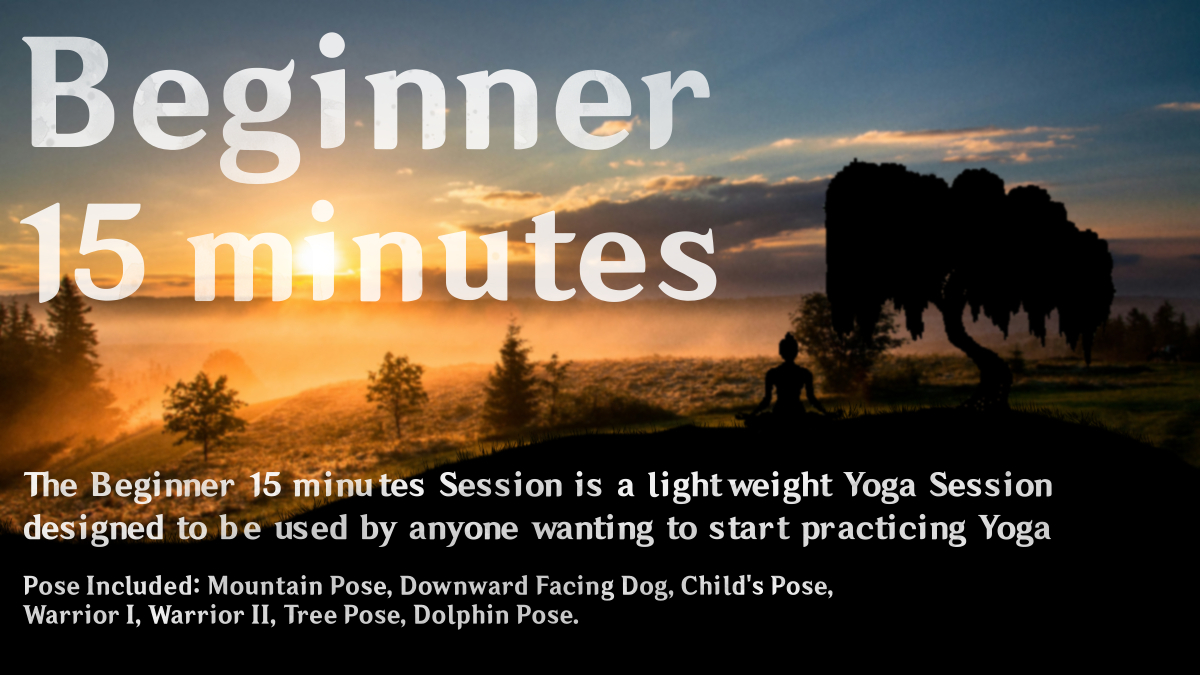 Beginner
15 minutes
The Beginner 15 minutes Session is a lightweight Yoga Session
designed to be used by anyone wanting to start practicing Yoga
Pose Included: Mountain Pose, Downward Facing Dog, Child's Pose,
Warrior I, Warrior II, Tree Pose, Dolphin Pose.